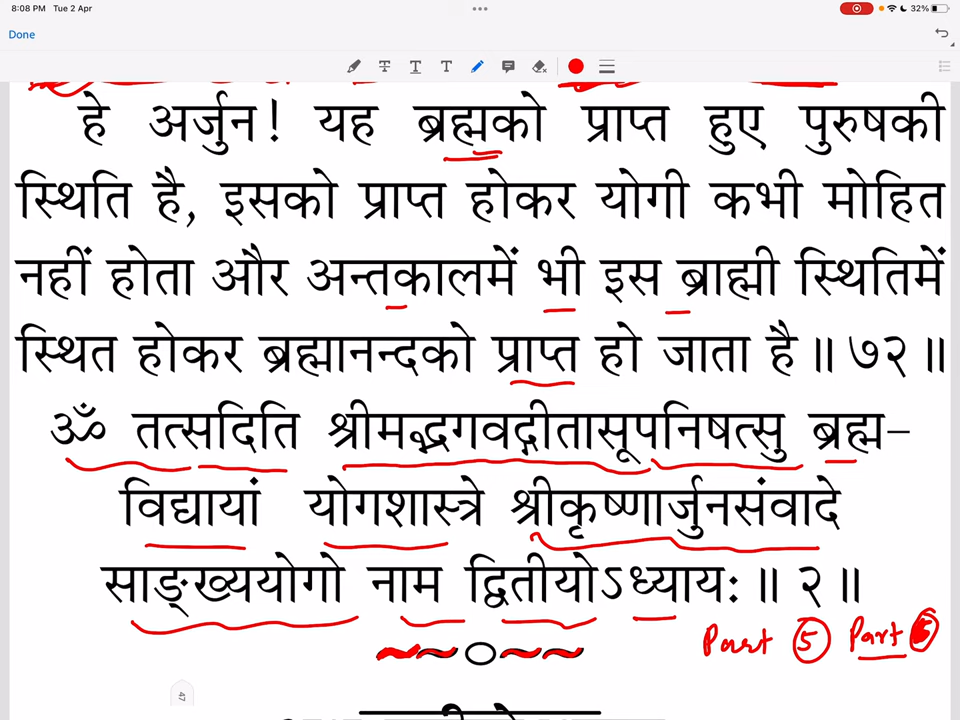 8:08 PM Tue 2 Apr
32%
Done
हे अर्जुन! यह ब्रह्मको प्राप्त हुए पुरुषकी
स्थिति है, इसको प्राप्त होकर योगी कभी मोहित
नहीं होता और अन्तकालमें भी इस ब्राह्मी स्थितिमें
स्थित होकर ब्रह्मानन्दको प्राप्त हो जाता है॥ ७२॥
ॐ तत्सदिति श्रीमद्भगवद्गीतासूपनिषत्सु ब्रह्म-
विद्यायां योगशास्त्रे श्रीकृष्णार्जुनसंवादे
साङ्ख्ययोगो नाम द्वितीयोऽध्यायः॥ २॥
Part 5 Part
47